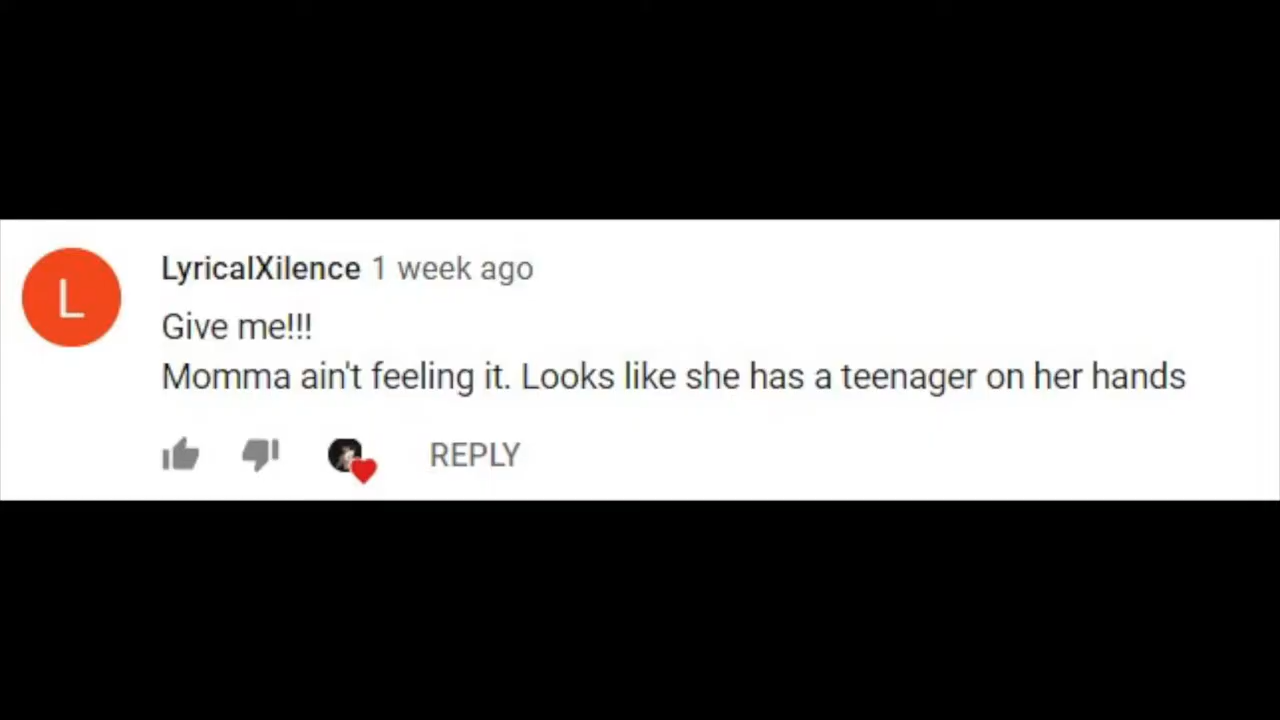 L
LyricalXilence 1 week ago
Give me!!!
Momma ain't feeling it. Looks like she has a teenager on her hands
REPLY